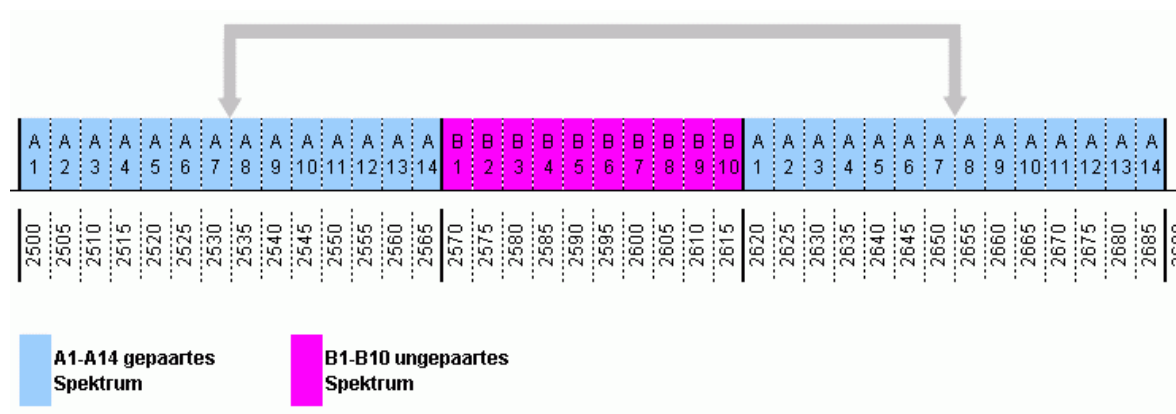 A A A A A A A A A A A A A A B B B B B B B B B B A A A A A A A A A A A A A A
1 2 3 4 5 6 7 8 9 10 11 12 13 14 1 2 3 4 5 6 7 8 9 10 1 2 3 4 5 6 7 8 9 10 11 12 13 14
2500 2505 2510 2515 2520 2525 2530 2535 2540 2545 2550 2555 2560 2565 2570 2575 2580 2585 2590 2595 2600 2605 2610 2615 2620 2625 2630 2635 2640 2645 2650 2655 2660 2665 2670 2675 2680 2685
A1-A14 gepaartes
Spektrum
B1-B10 ungepaartes
Spektrum